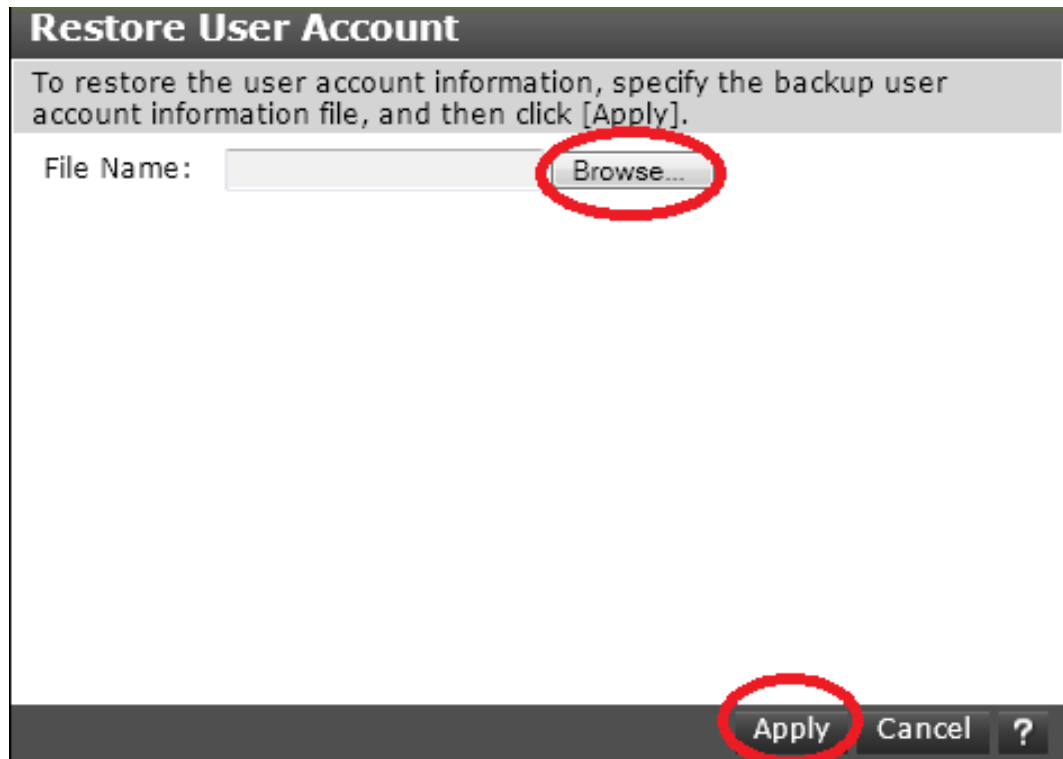 Restore User Account
To restore the user account information, specify the backup user
account information file, and then click [Apply].
File Name: Browse...
Apply Cancel ?